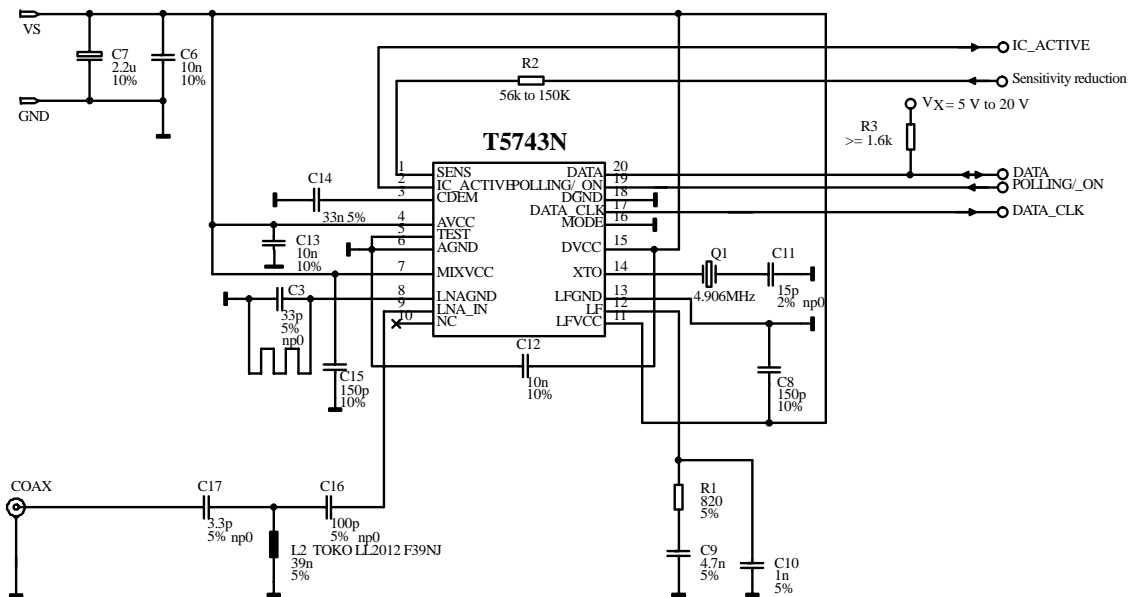 VS
C7
2.2u
10%
C6
10n
10%
GND
IC_ACTIVE
R2
56k to 150K
Sensitivity reduction
VX = 5 V to 20 V
R3
>= 1.6k
T5743N
1 SENS
2 IC_ACTIVE
3 CDEM
4 AVCC
5 TEST
6 AGND
7 MIXVCC
8 LNAGND
9 LNA_IN
10 NC
DATA 20
POLLING/_ON 19
DGND 18
DATA_CLK 17
MODE 16
DVCC 15
XTO 14
LFGND 13
LF 12
LFVCC 11
DATA
POLLING/_ON
DATA_CLK
C14
33n 5%
C13
10n
10%
C3
33p
5%
np0
C15
150p
10%
C12
10n
10%
Q1
4.906MHz
C11
15p
2% np0
C8
150p
10%
COAX
C17
3.3p
5% np0
C16
100p
5% np0
L2 TOKO LL2012 F39NJ
39n
5%
R1
820
5%
C9
4.7n
5%
C10
1n
5%